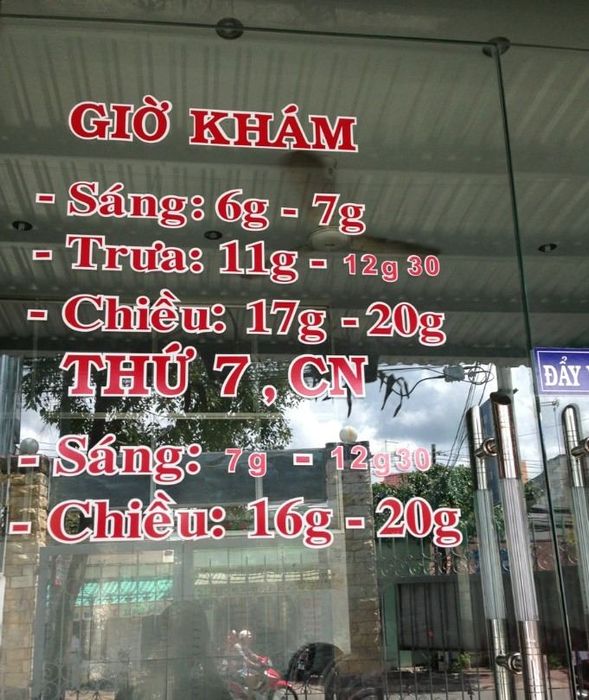 GIỜ KHÁM
- Sáng: 6g - 7g
- Trưa: 11g - 12g30
- Chiều: 17g - 20g
THỨ 7, CN
- Sáng: 7g - 12g30
- Chiều: 16g - 20g
ĐẨY